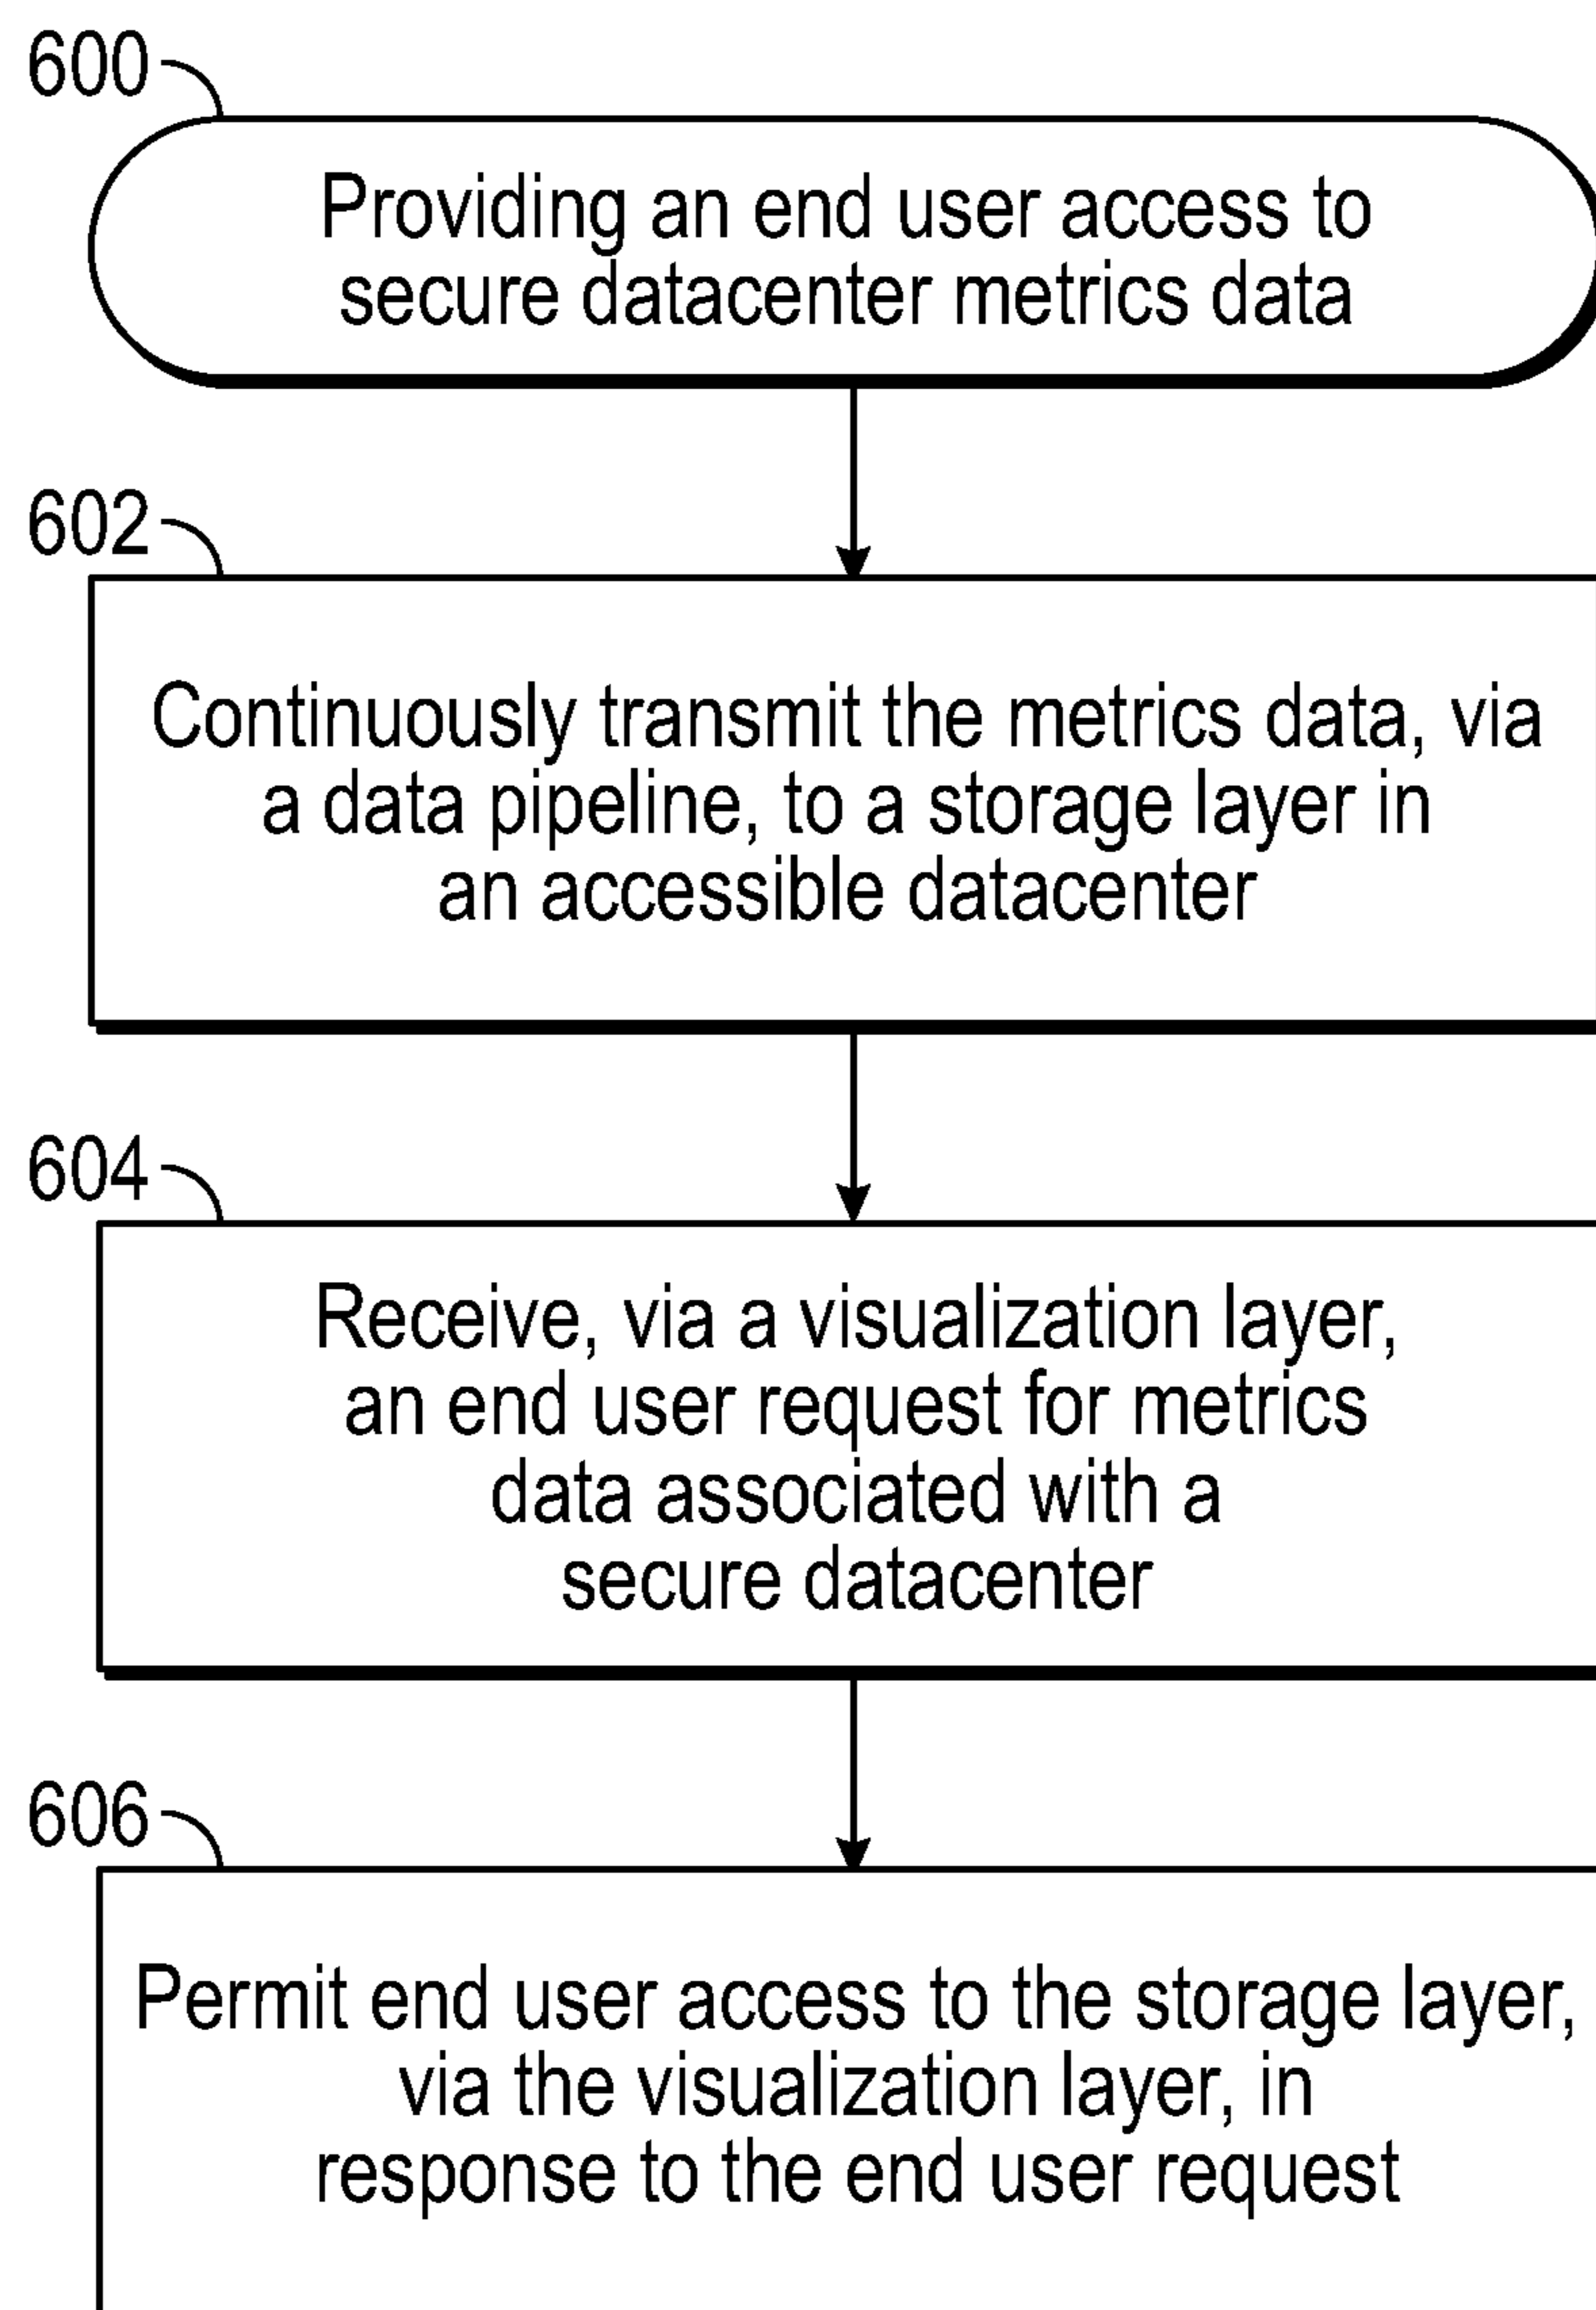 600
Providing an end user access to
secure datacenter metrics data
602
Continuously transmit the metrics data, via
a data pipeline, to a storage layer in
an accessible datacenter
604
Receive, via a visualization layer,
an end user request for metrics
data associated with a
secure datacenter
606
Permit end user access to the storage layer,
via the visualization layer, in
response to the end user request